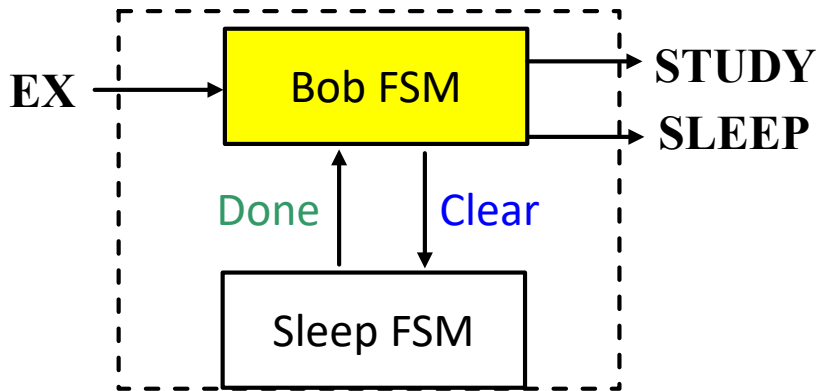 EX
Bob FSM
STUDY
SLEEP
Done
Clear
Sleep FSM